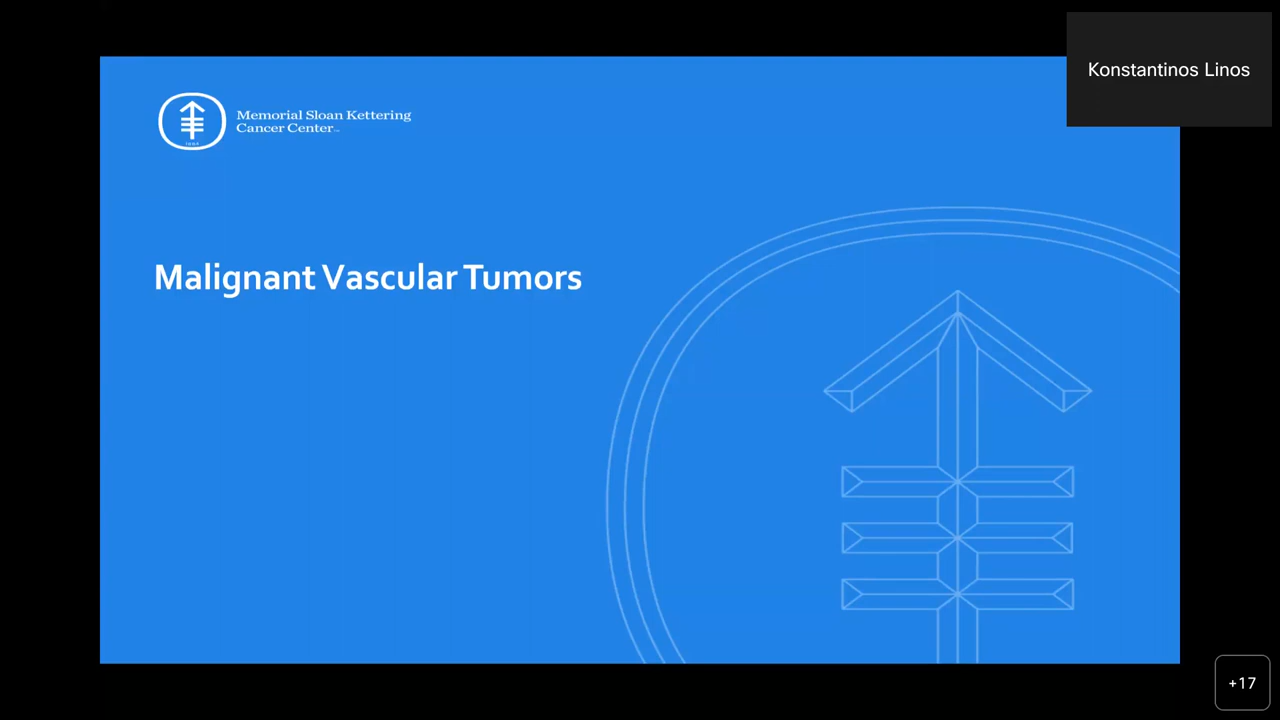 Konstantinos Linos
Memorial Sloan Kettering
Cancer Center
Malignant Vascular Tumors
+17